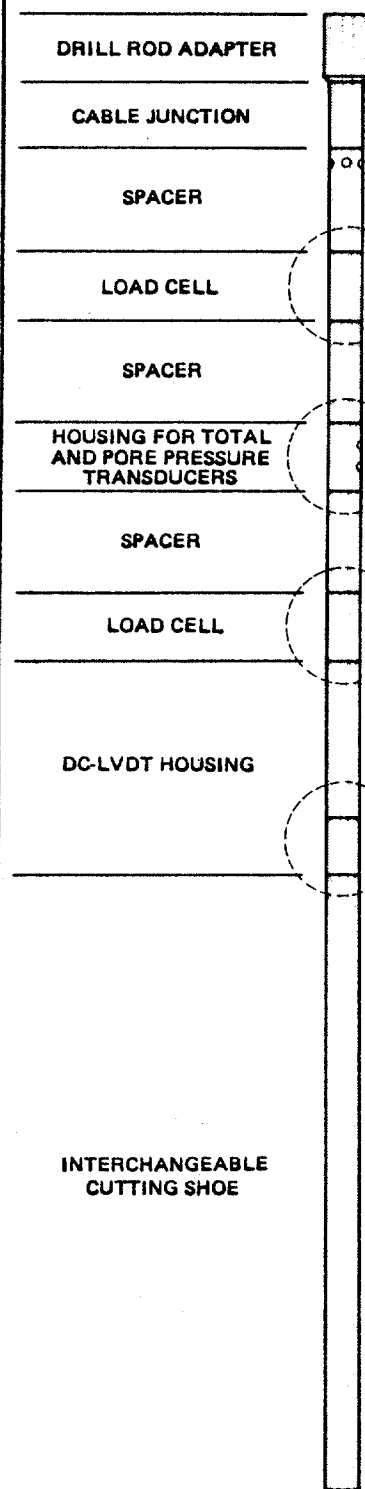 DRILL ROD ADAPTER
CABLE JUNCTION
SPACER
LOAD CELL
SPACER
HOUSING FOR TOTAL
AND PORE PRESSURE
TRANSDUCERS
SPACER
LOAD CELL
DC-LVDT HOUSING
INTERCHANGEABLE
CUTTING SHOE